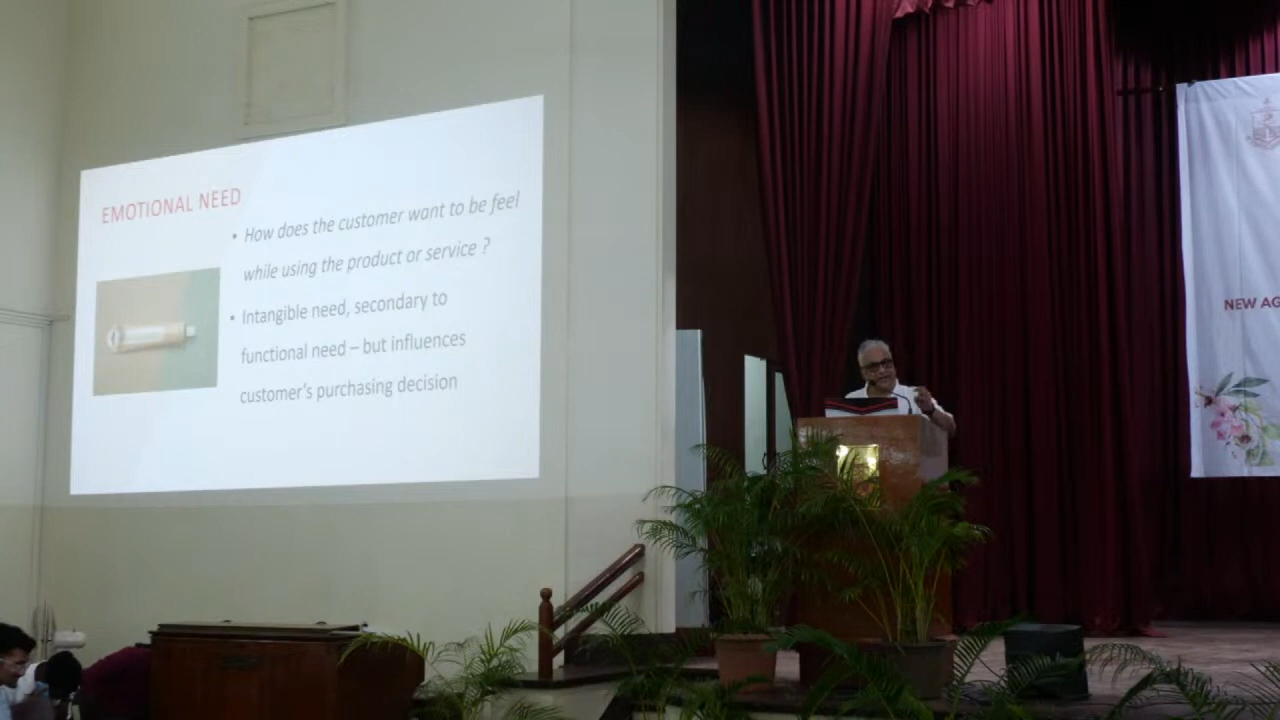 EMOTIONAL NEED
• How does the customer want to be feel
while using the product or service ?
• Intangible need, secondary to
functional need – but influences
customer's purchasing decision
NEW AG